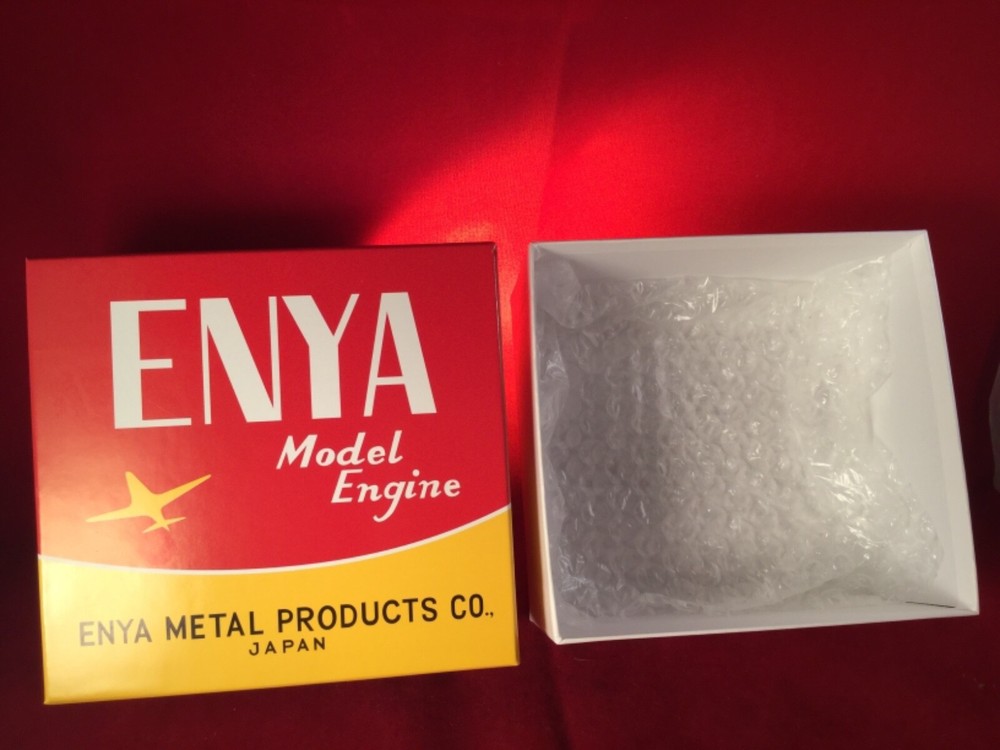 ENYA
Model
Engine
ENYA METAL PRODUCTS CO.,
JAPAN